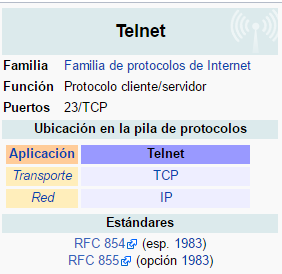 Telnet
Familia Familia de protocolos de Internet
Función Protocolo cliente/servidor
Puertos 23/TCP
Ubicación en la pila de protocolos
Aplicación Telnet
Transporte TCP
Red IP
Estándares
RFC 854 (esp. 1983)
RFC 855 (opción 1983)